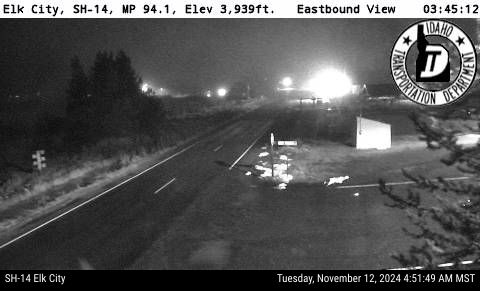 Elk City, SH-14, MP 94.1, Elev 3,939ft. Eastbound View 03:45:12
IDAHO
TRANSPORTATION DEPARTMENT
SH-14 Elk City
Tuesday, November 12, 2024 4:51:49 AM MST